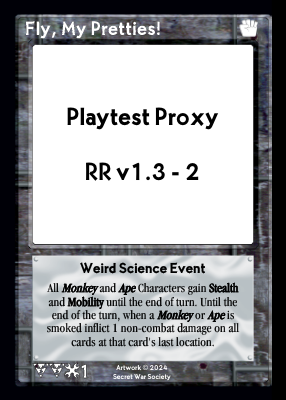 Fly, My Pretties!
Playtest Proxy
RR v1.3 - 2
Weird Science Event
All Monkey and Ape Characters gain Stealth
and Mobility until the end of turn. Until the
end of the turn, when a Monkey or Ape is
smoked inflict 1 non-combat damage on all
cards at that card's last location.
1
Artwork © 2024
Secret War Society